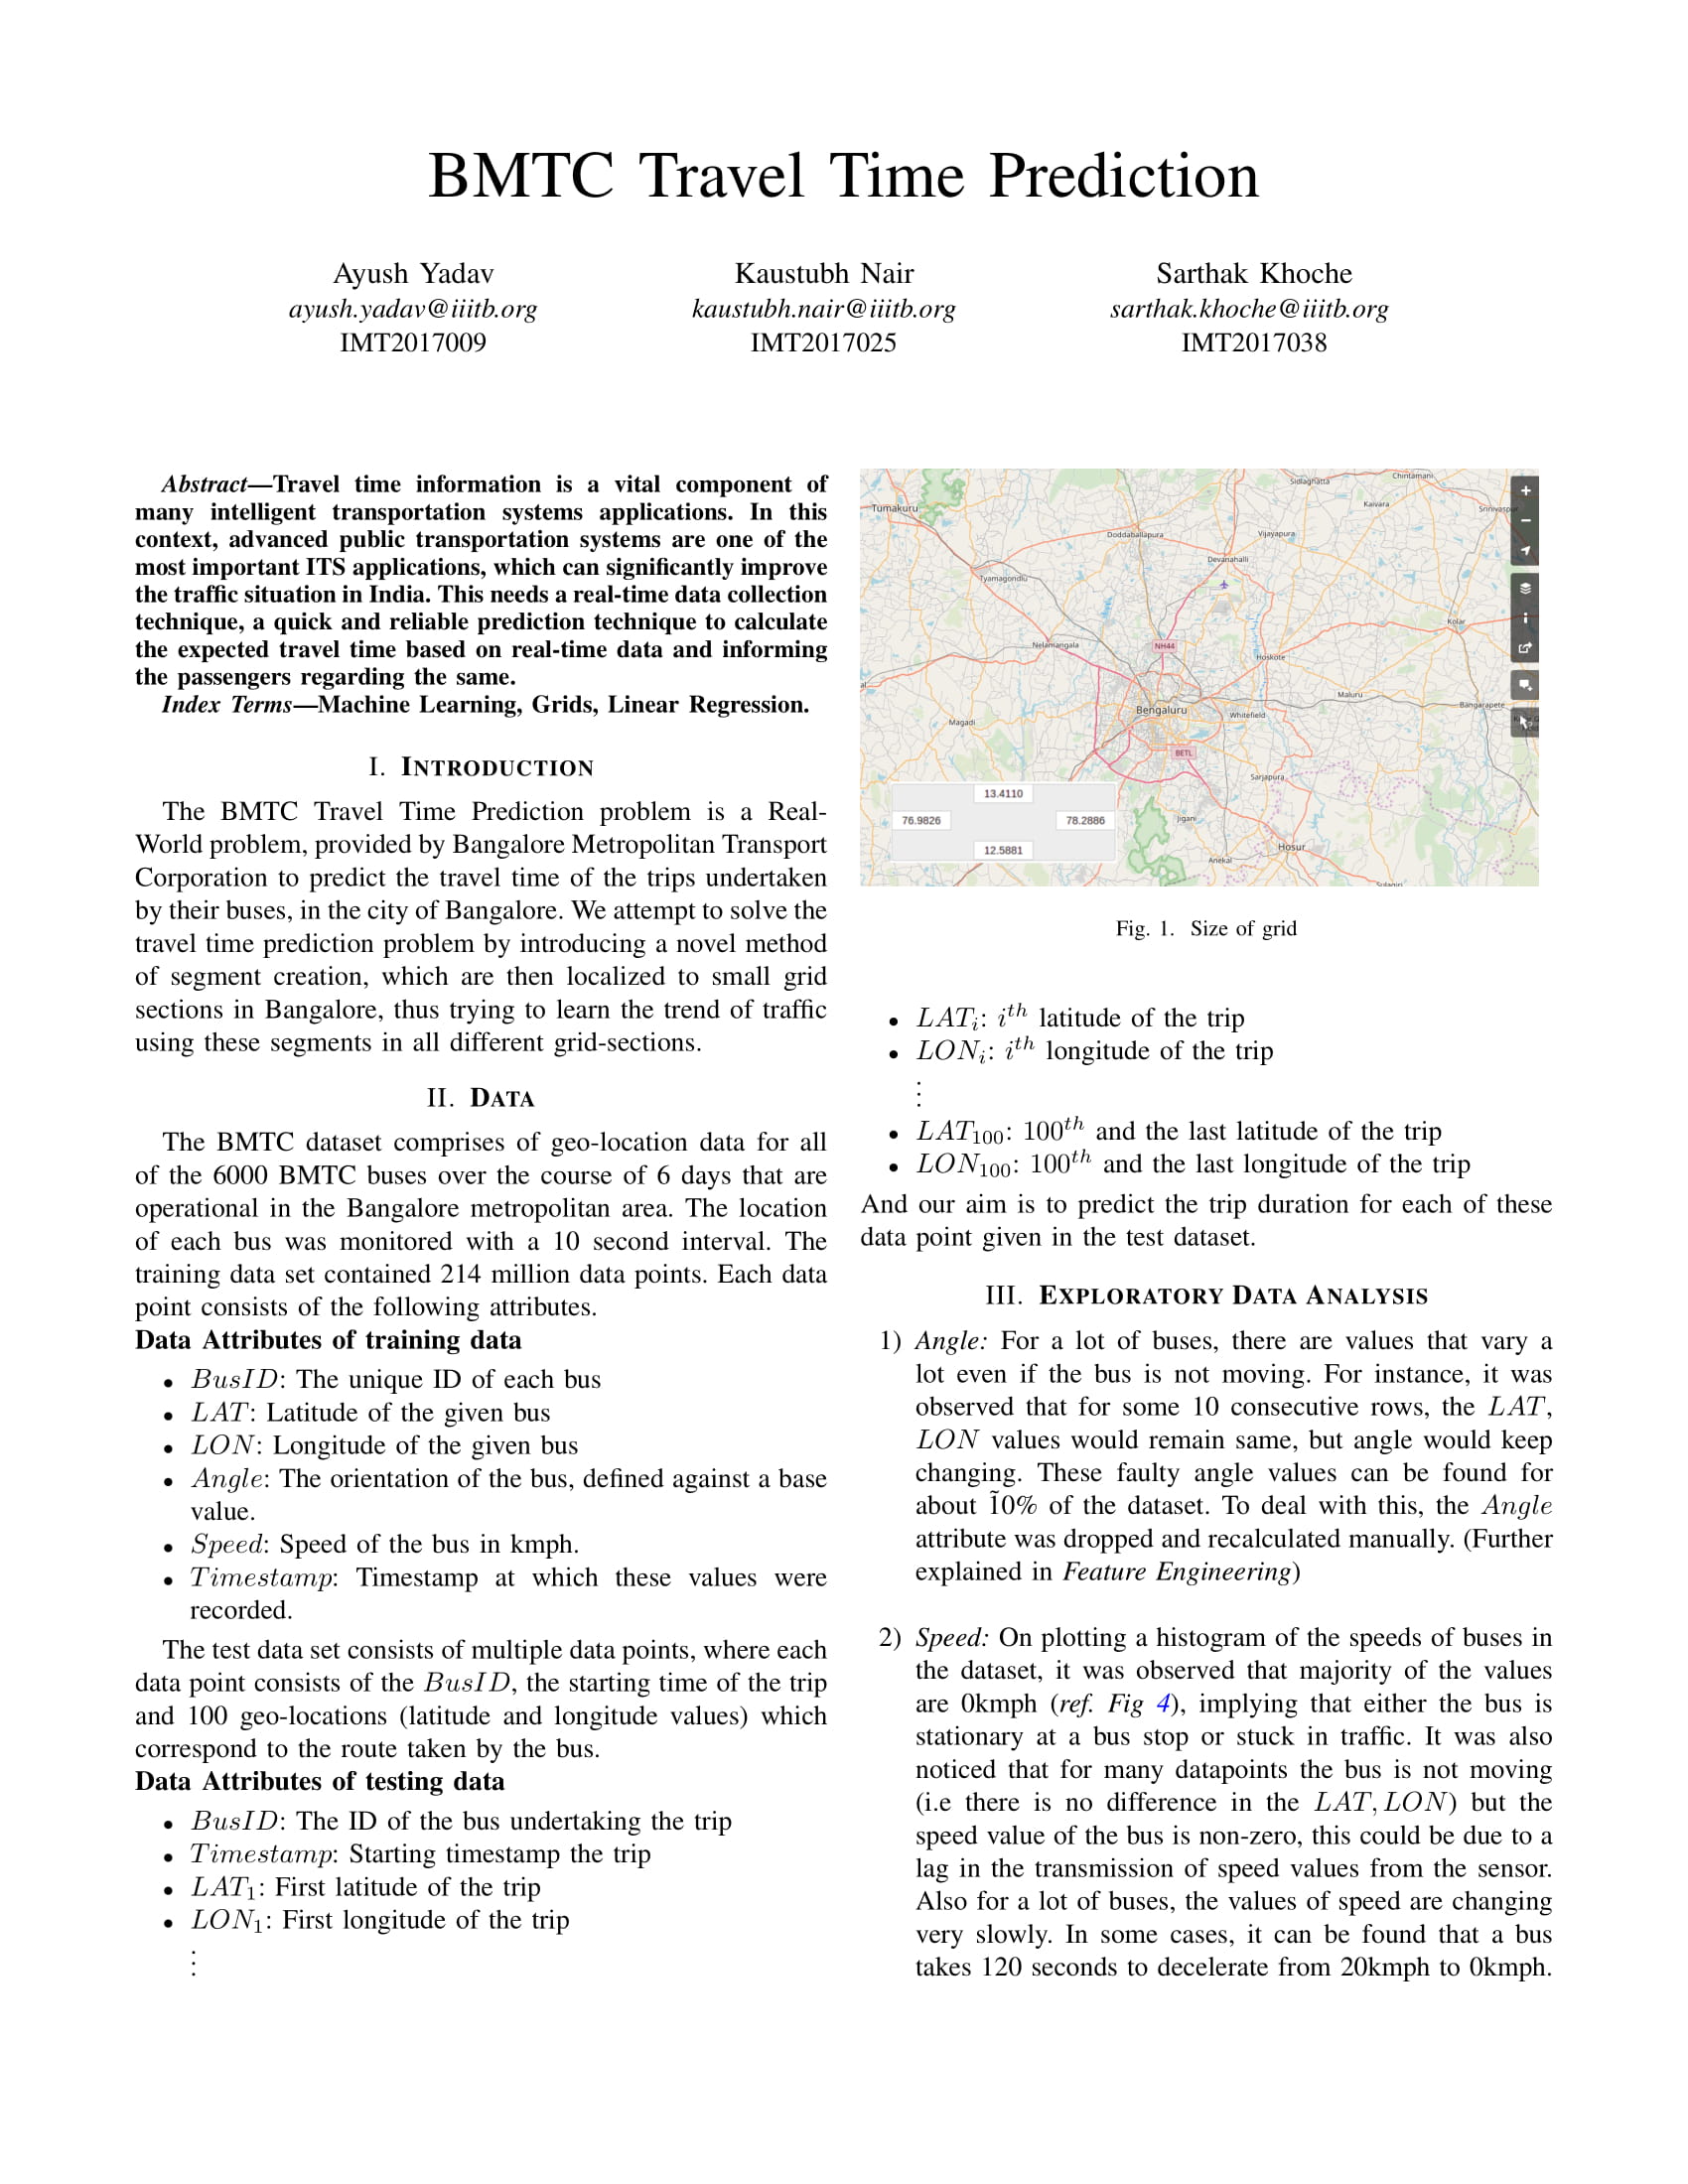 BMTC Travel Time Prediction
Ayush Yadav
ayush.yadav@iiitb.org
IMT2017009
Kaustubh Nair
kaustubh.nair@iiitb.org
IMT2017025
Sarthak Khoche
sarthak.khoche@iiitb.org
IMT2017038
Abstract—Travel time information is a vital component of
many intelligent transportation systems applications. In this
context, advanced public transportation systems are one of the
most important ITS applications, which can significantly improve
the traffic situation in India. This needs a real-time data collection
technique, a quick and reliable prediction technique to calculate
the expected travel time based on real-time data and informing
the passengers regarding the same.
Index Terms—Machine Learning, Grids, Linear Regression.
I. INTRODUCTION
The BMTC Travel Time Prediction problem is a Real-
World problem, provided by Bangalore Metropolitan Transport
Corporation to predict the travel time of the trips undertaken
by their buses, in the city of Bangalore. We attempt to solve the
travel time prediction problem by introducing a novel method
of segment creation, which are then localized to small grid
sections in Bangalore, thus trying to learn the trend of traffic
using these segments in all different grid-sections.
II. DATA
The BMTC dataset comprises of geo-location data for all
of the 6000 BMTC buses over the course of 6 days that are
operational in the Bangalore metropolitan area. The location
of each bus was monitored with a 10 second interval. The
training data set contained 214 million data points. Each data
point consists of the following attributes.
Data Attributes of training data
• BusID: The unique ID of each bus
• LAT: Latitude of the given bus
• LON: Longitude of the given bus
• Angle: The orientation of the bus, defined against a base
value.
• Speed: Speed of the bus in kmph.
• Timestamp: Timestamp at which these values were
recorded.
The test data set consists of multiple data points, where each
data point consists of the BusID, the starting time of the trip
and 100 geo-locations (latitude and longitude values) which
correspond to the route taken by the bus.
Data Attributes of testing data
• BusID: The ID of the bus undertaking the trip
• Timestamp: Starting timestamp the trip
• LAT₁: First latitude of the trip
• LON₁: First longitude of the trip
⋮
Sidlaghatta
Chintamani
Tumakuru
Kaivara
Srinivaspur
Doddaballapura
Vijayapura
Devanahalli
Tyamagondlu
Kolar
Nelamangala
NH44
Hoskote
Maluru
Bangarapete
Bengaluru
Whitefield
Magadi
BETL
Sarjapura
13.4110
76.9826
78.2886
12.5881
Jigani
Hosur
Anekal
Fig. 1. Size of grid
• LATᵢ: iᵗʰ latitude of the trip
• LONᵢ: iᵗʰ longitude of the trip
⋮
• LAT₁₀₀: 100ᵗʰ and the last latitude of the trip
• LON₁₀₀: 100ᵗʰ and the last longitude of the trip
And our aim is to predict the trip duration for each of these
data point given in the test dataset.
III. EXPLORATORY DATA ANALYSIS
1) Angle: For a lot of buses, there are values that vary a
lot even if the bus is not moving. For instance, it was
observed that for some 10 consecutive rows, the LAT,
LON values would remain same, but angle would keep
changing. These faulty angle values can be found for
about 1̃0% of the dataset. To deal with this, the Angle
attribute was dropped and recalculated manually. (Further
explained in Feature Engineering)
2) Speed: On plotting a histogram of the speeds of buses in
the dataset, it was observed that majority of the values
are 0kmph (ref. Fig 4), implying that either the bus is
stationary at a bus stop or stuck in traffic. It was also
noticed that for many datapoints the bus is not moving
(i.e there is no difference in the LAT, LON) but the
speed value of the bus is non-zero, this could be due to a
lag in the transmission of speed values from the sensor.
Also for a lot of buses, the values of speed are changing
very slowly. In some cases, it can be found that a bus
takes 120 seconds to decelerate from 20kmph to 0kmph.